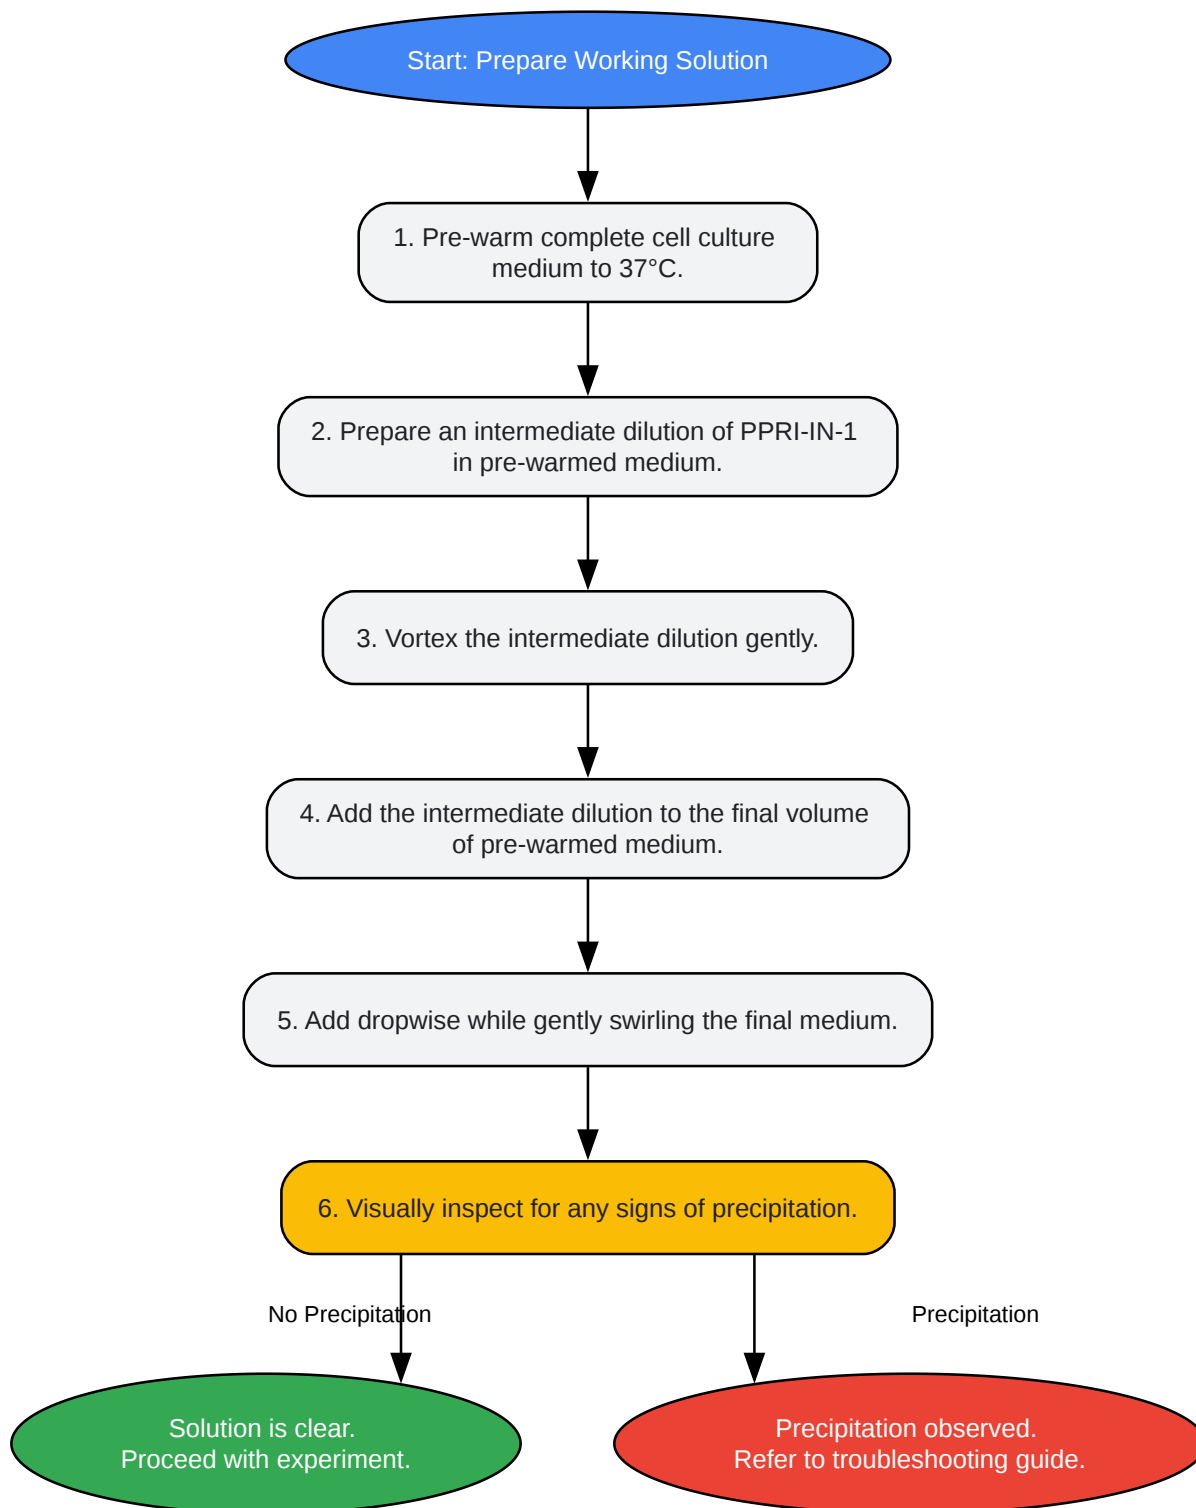 Start: Prepare Working Solution
1. Pre-warm complete cell culture
medium to 37°C.
2. Prepare an intermediate dilution of PPRI-IN-1
in pre-warmed medium.
3. Vortex the intermediate dilution gently.
4. Add the intermediate dilution to the final volume
of pre-warmed medium.
5. Add dropwise while gently swirling the final medium.
6. Visually inspect for any signs of precipitation.
No Precipitation
Precipitation
Solution is clear.
Proceed with experiment.
Precipitation observed.
Refer to troubleshooting guide.